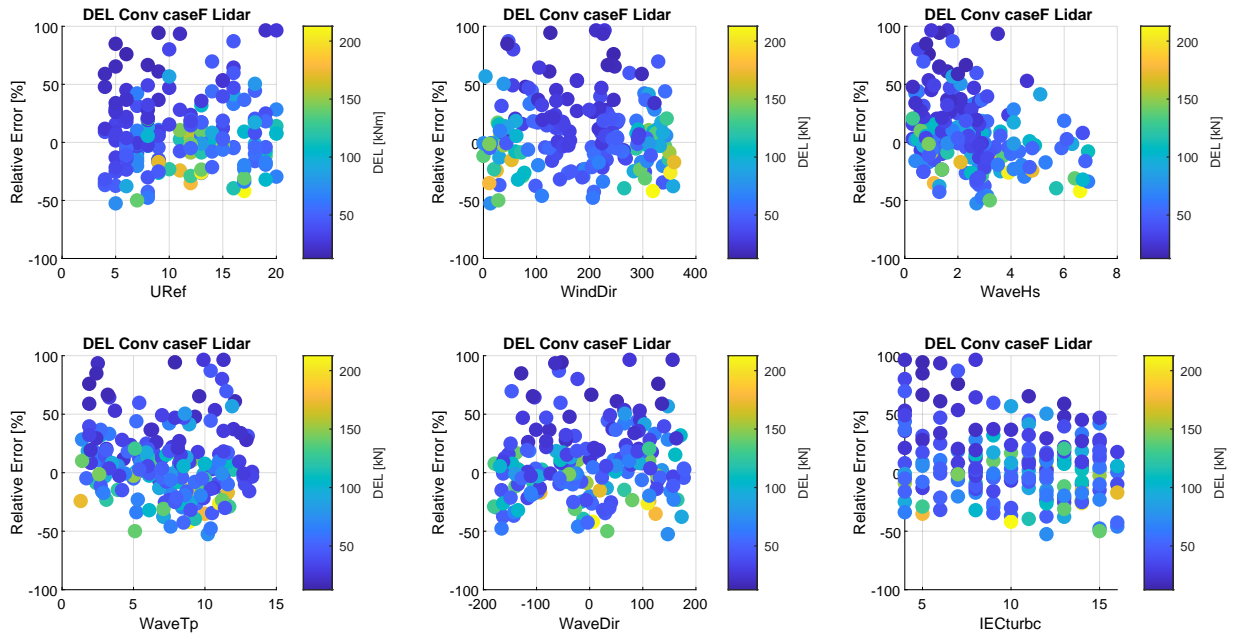 DEL Conv caseF Lidar
100
50
0
-50
-100
Relative Error [%]
0 5 10 15 20
URef
200
150
100
50
DEL [kNm]
DEL Conv caseF Lidar
100
50
0
-50
-100
Relative Error [%]
0 100 200 300 400
WindDir
200
150
100
50
DEL [kN]
DEL Conv caseF Lidar
100
50
0
-50
-100
Relative Error [%]
0 2 4 6 8
WaveHs
200
150
100
50
DEL [kN]
DEL Conv caseF Lidar
100
50
0
-50
-100
Relative Error [%]
0 5 10 15
WaveTp
200
150
100
50
DEL [kN]
DEL Conv caseF Lidar
100
50
0
-50
-100
Relative Error [%]
-200 -100 0 100 200
WaveDir
200
150
100
50
DEL [kN]
DEL Conv caseF Lidar
100
50
0
-50
-100
Relative Error [%]
5 10 15
IECturbc
200
150
100
50
DEL [kN]